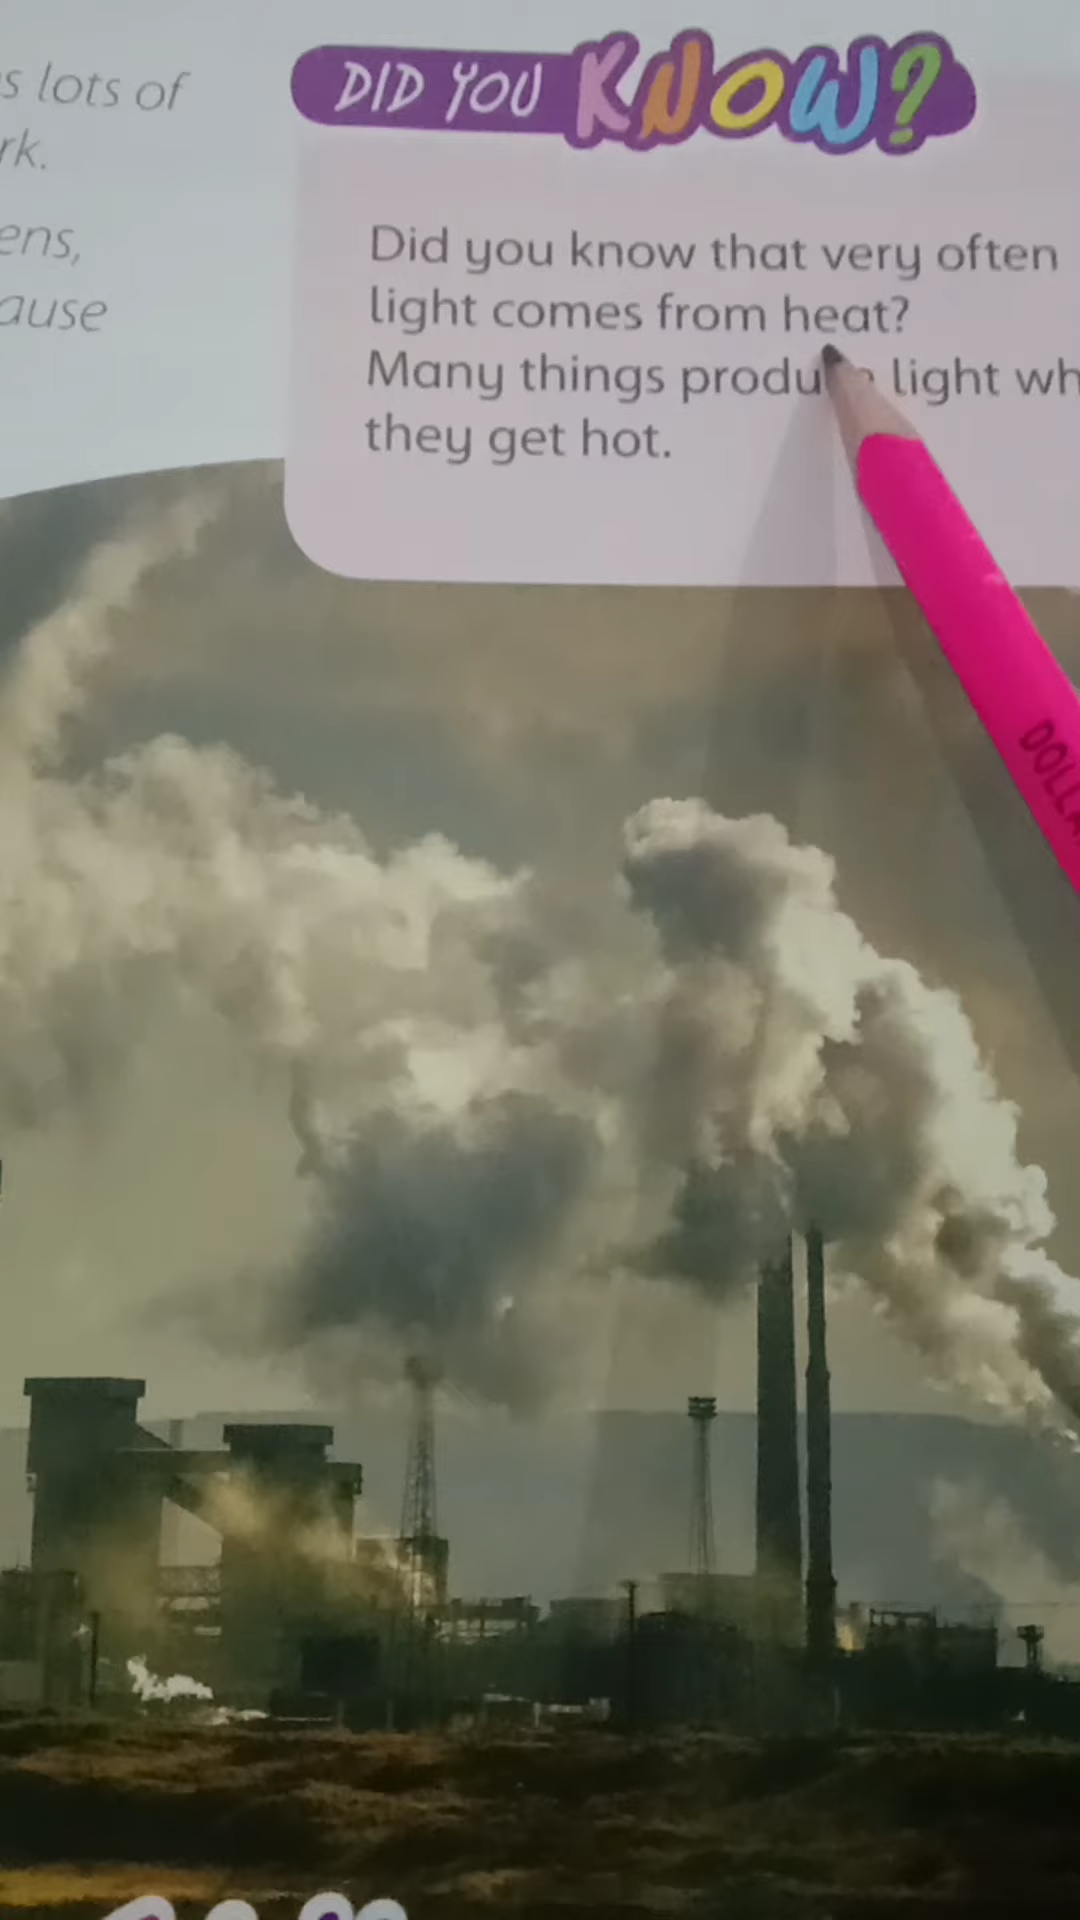 s lots of
rk.
ens,
ause
DID YOU KNOW?
Did you know that very often
light comes from heat?
Many things produ light wh
they get hot.
DOLLA